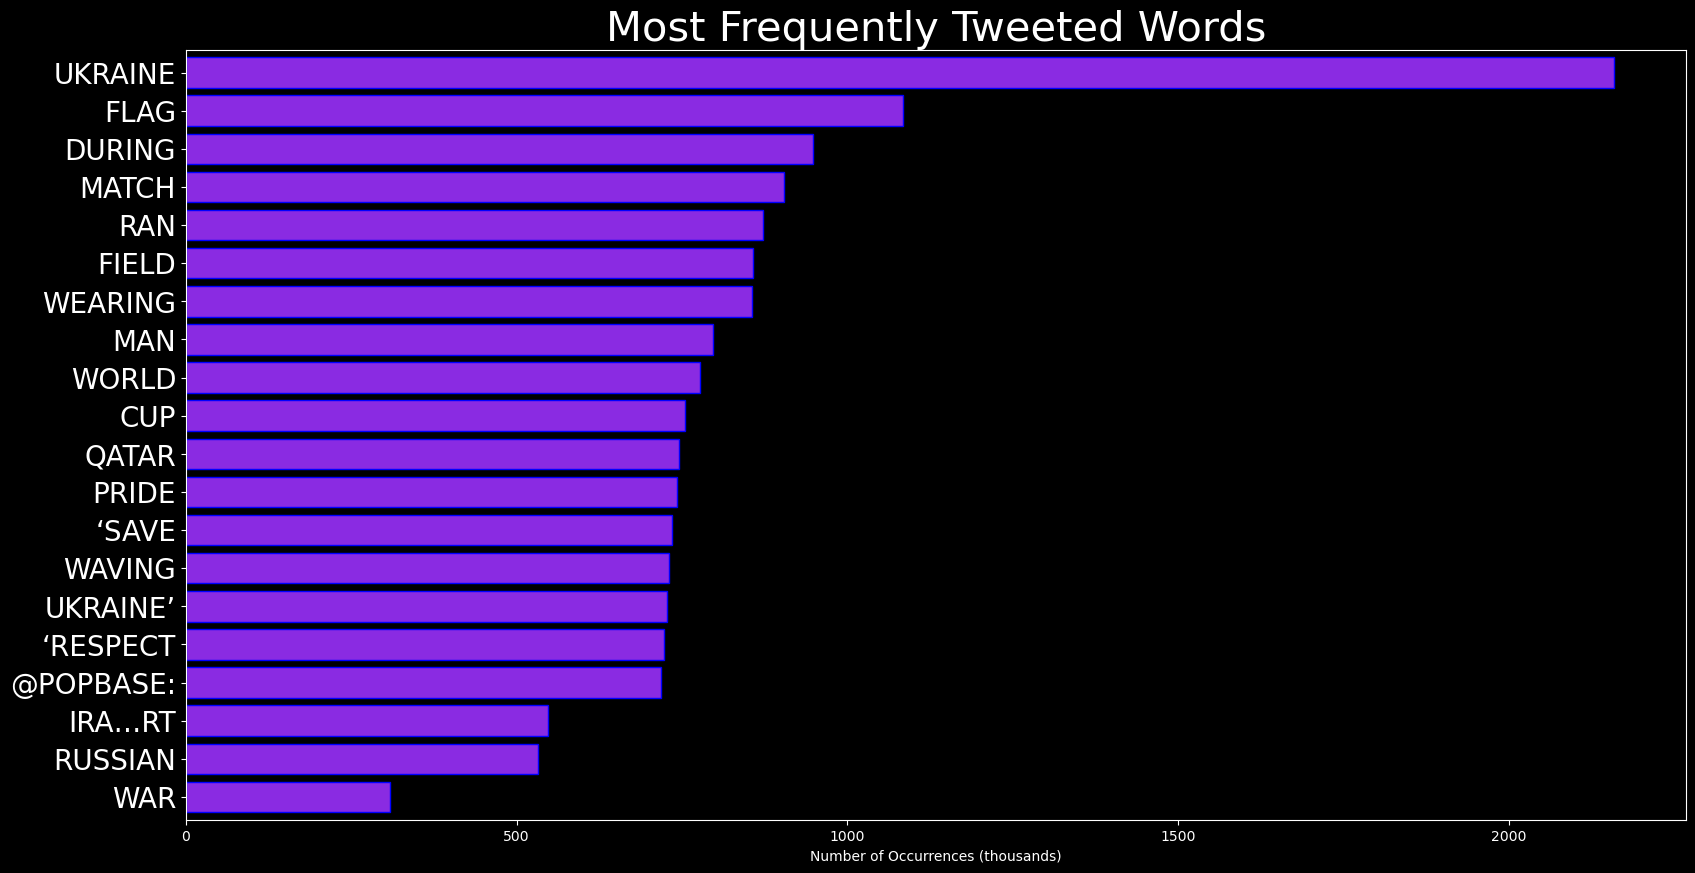 Most Frequently Tweeted Words
UKRAINE
FLAG
DURING
MATCH
RAN
FIELD
WEARING
MAN
WORLD
CUP
QATAR
PRIDE
‘SAVE
WAVING
UKRAINE’
‘RESPECT
@POPBASE:
IRA…RT
RUSSIAN
WAR
0 500 1000 1500 2000
Number of Occurrences (thousands)